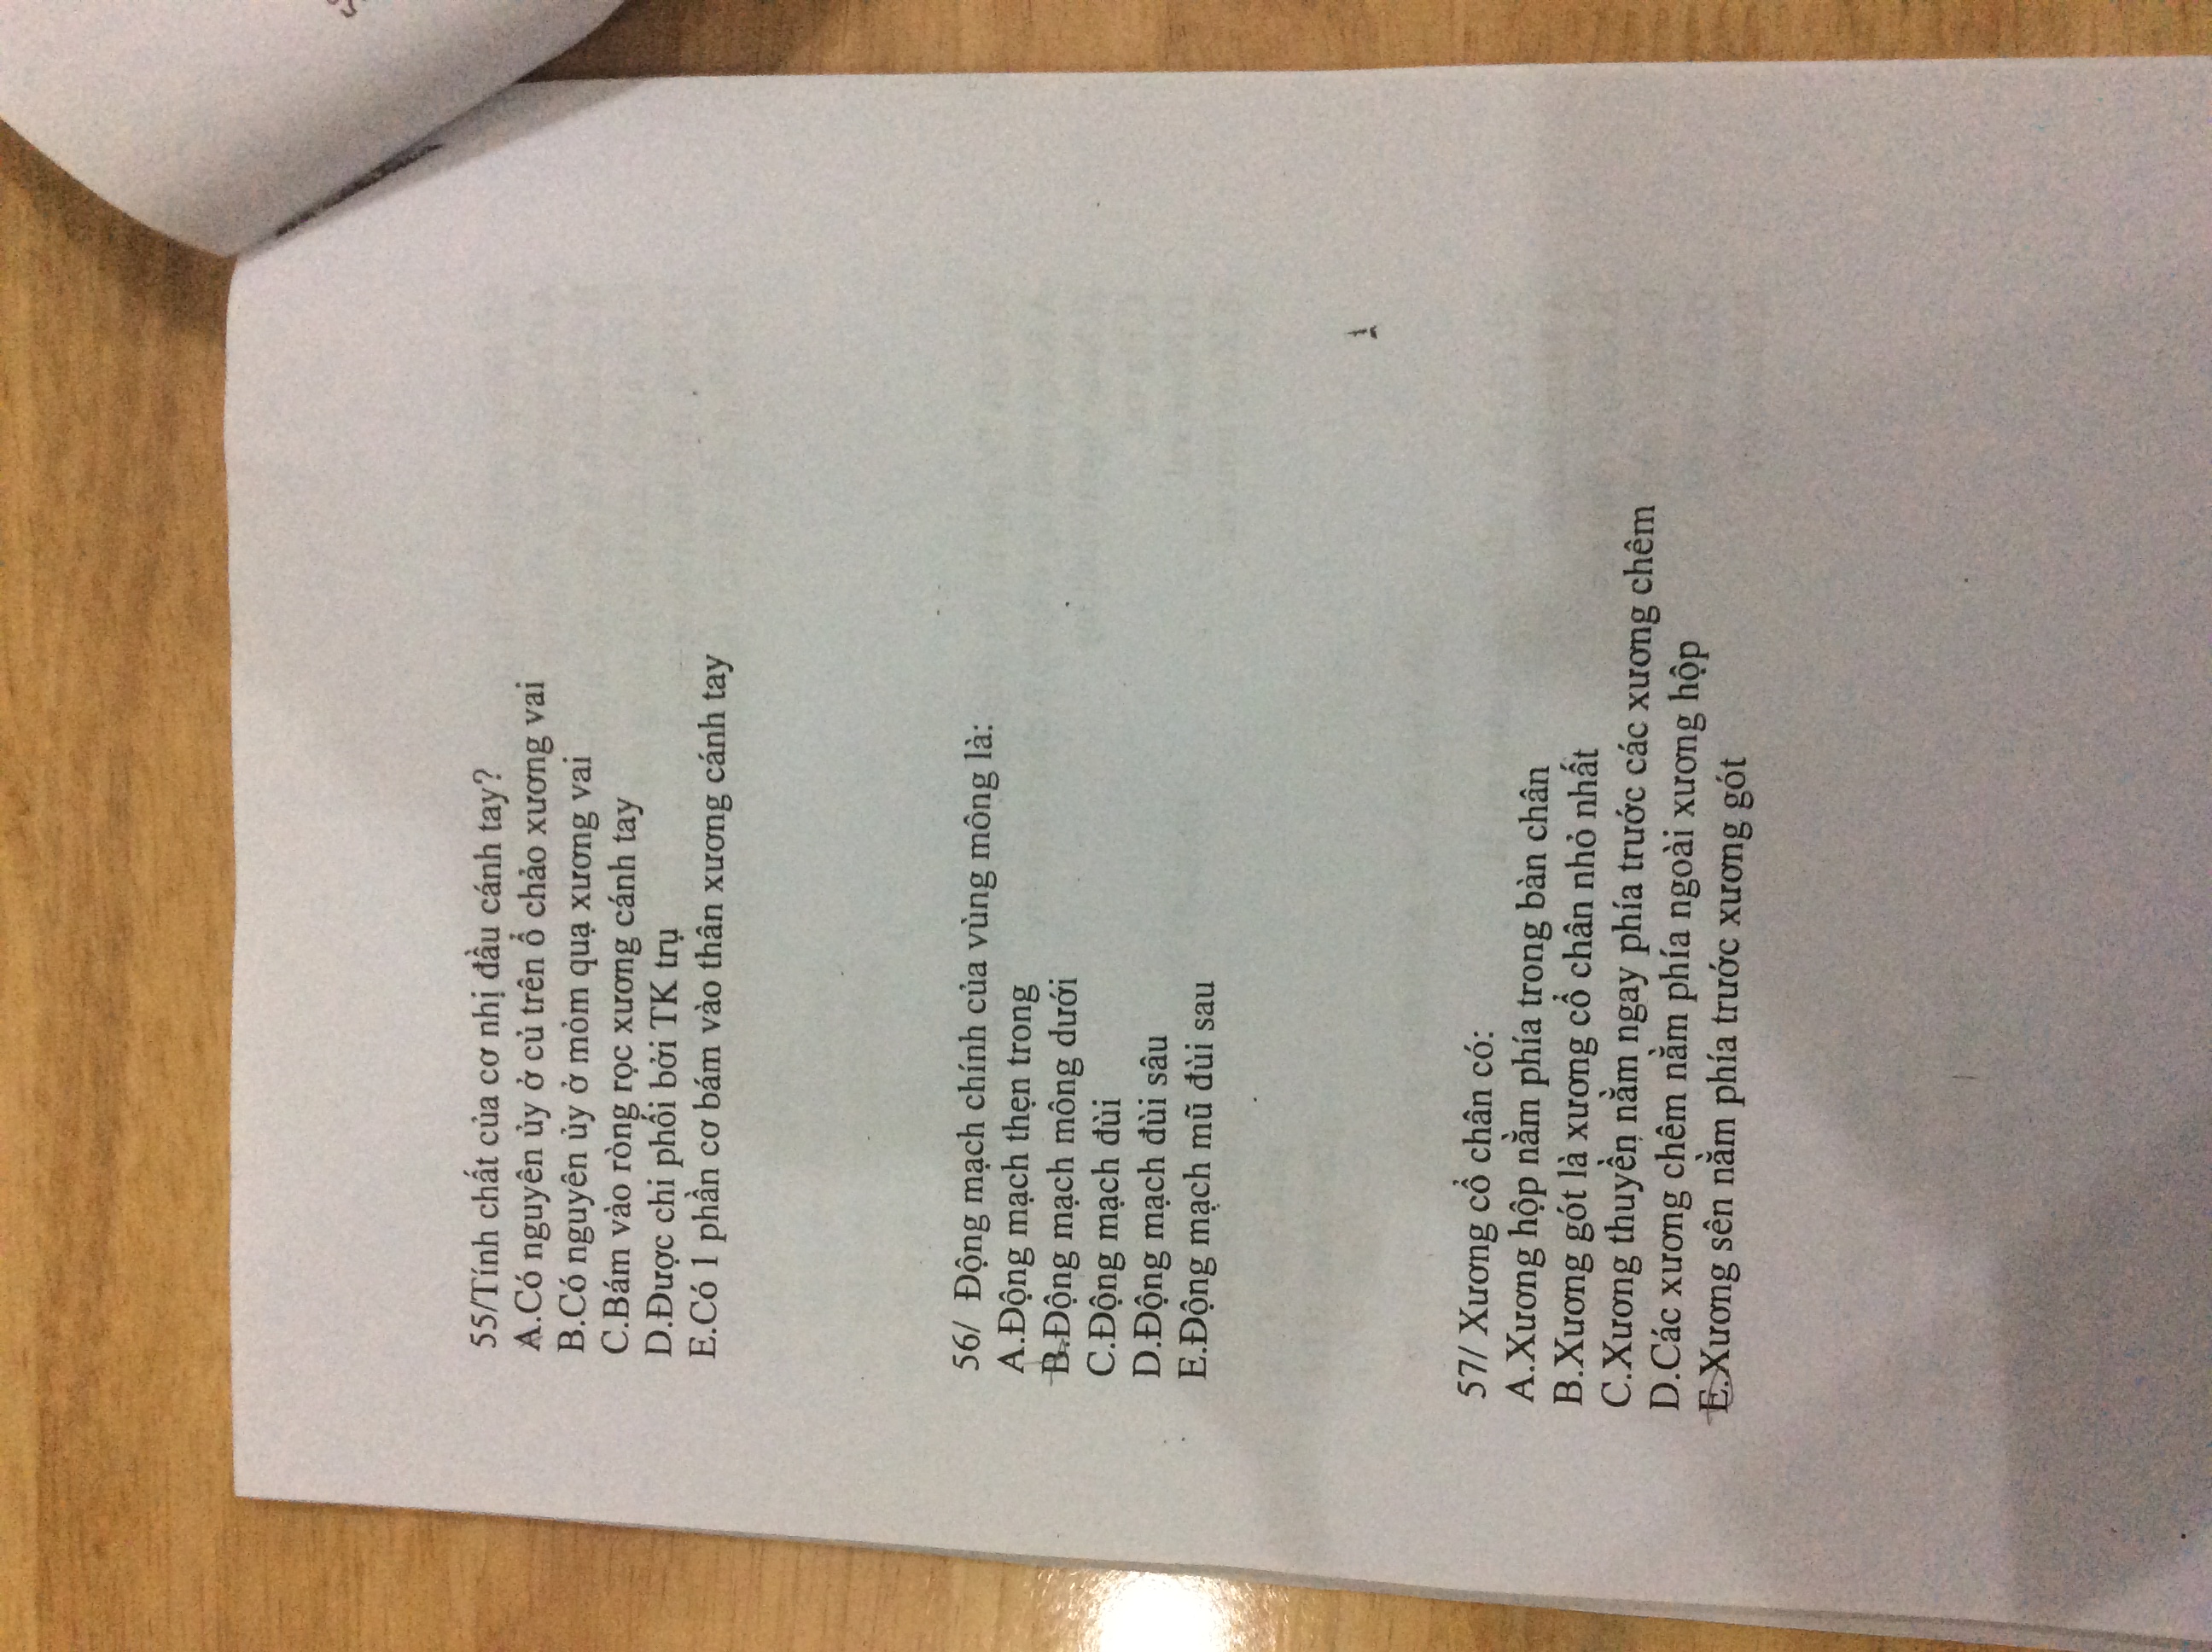 55/Tính chất của cơ nhị đầu cánh tay?
A.Có nguyên ủy ở củ trên ổ chảo xương vai
B.Có nguyên ủy ở mỏm quạ xương vai
C.Bám vào ròng rọc xương cánh tay
D.Được chi phối bởi TK trụ
E.Có 1 phần cơ bám vào thân xương cánh tay
56/ Động mạch chính của vùng mông là:
A.Động mạch thẹn trong
B.Động mạch mông dưới
C.Động mạch đùi
D.Động mạch đùi sâu
E.Động mạch mũ đùi sau
57/ Xương cổ chân có:
A.Xương hộp nằm phía trong bàn chân
B.Xương gót là xương cổ chân nhỏ nhất
C.Xương thuyền nằm ngay phía trước các xương chêm
D.Các xương chêm nằm phía ngoài xương hộp
E.Xương sên nằm phía trước xương gót